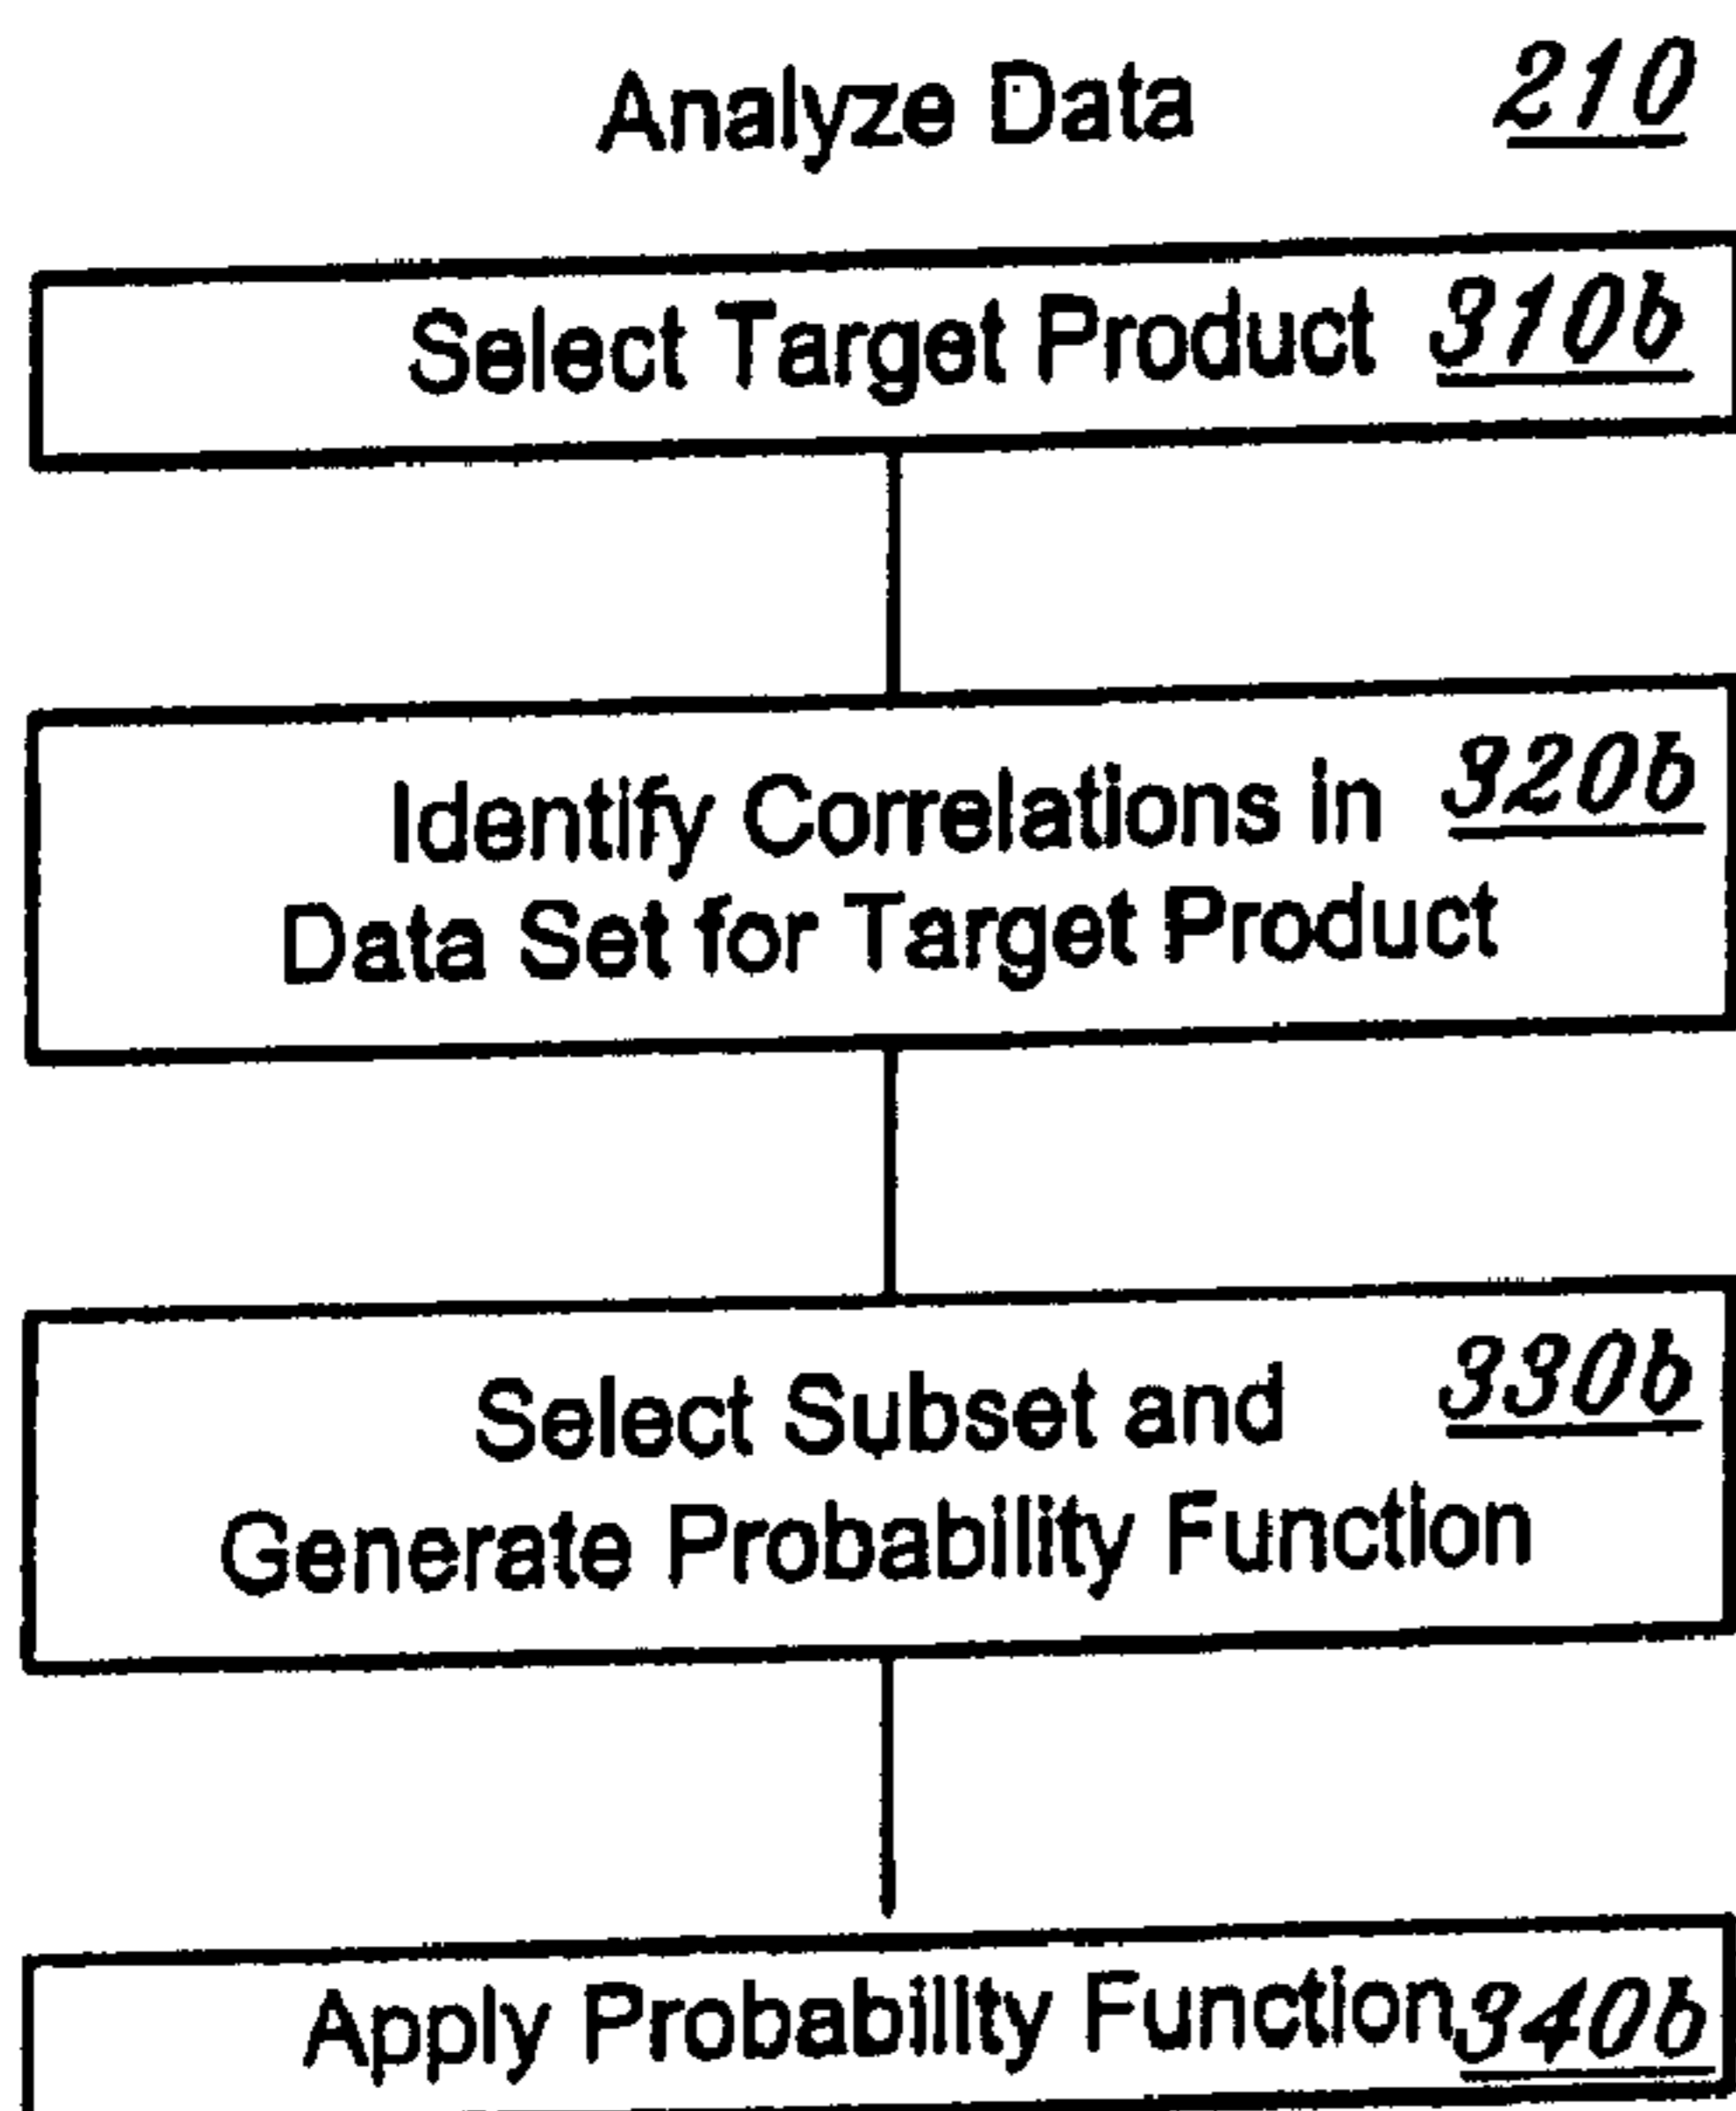 Analyze Data 210
Select Target Product 310b
Identify Correlations in 320b
Data Set for Target Product
Select Subset and 330b
Generate Probability Function
Apply Probability Function 340b